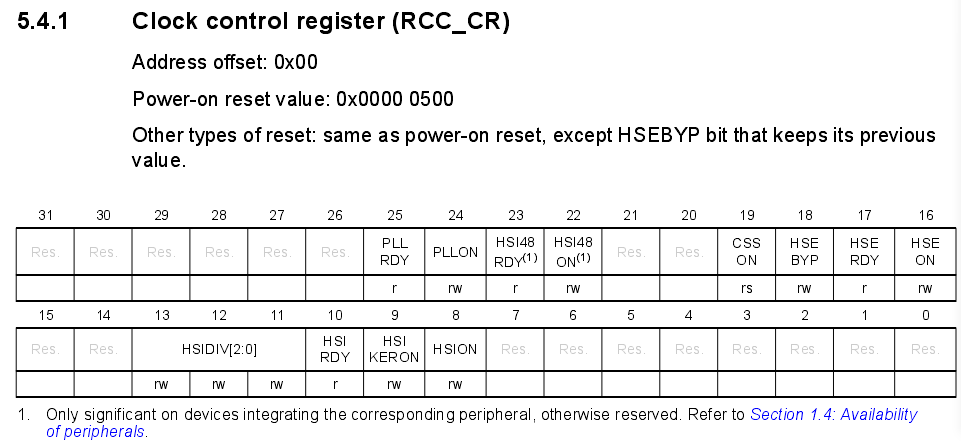 5.4.1 Clock control register (RCC_CR)
Address offset: 0x00
Power-on reset value: 0x0000 0500
Other types of reset: same as power-on reset, except HSEBYP bit that keeps its previous
value.
31 30 29 28 27 26 25 24 23 22 21 20 19 18 17 16
Res. Res. Res. Res. Res. Res. PLL RDY PLLON HSI48 RDY(1) HSI48 ON(1) Res. Res. CSS ON HSE BYP HSE RDY HSE ON
r rw r rw rs rw r rw
15 14 13 12 11 10 9 8 7 6 5 4 3 2 1 0
Res. Res. HSIDIV[2:0] HSI RDY HSI KERON HSION Res. Res. Res. Res. Res. Res. Res. Res.
rw rw rw r rw rw
1. Only significant on devices integrating the corresponding peripheral, otherwise reserved. Refer to Section 1.4: Availability
of peripherals.